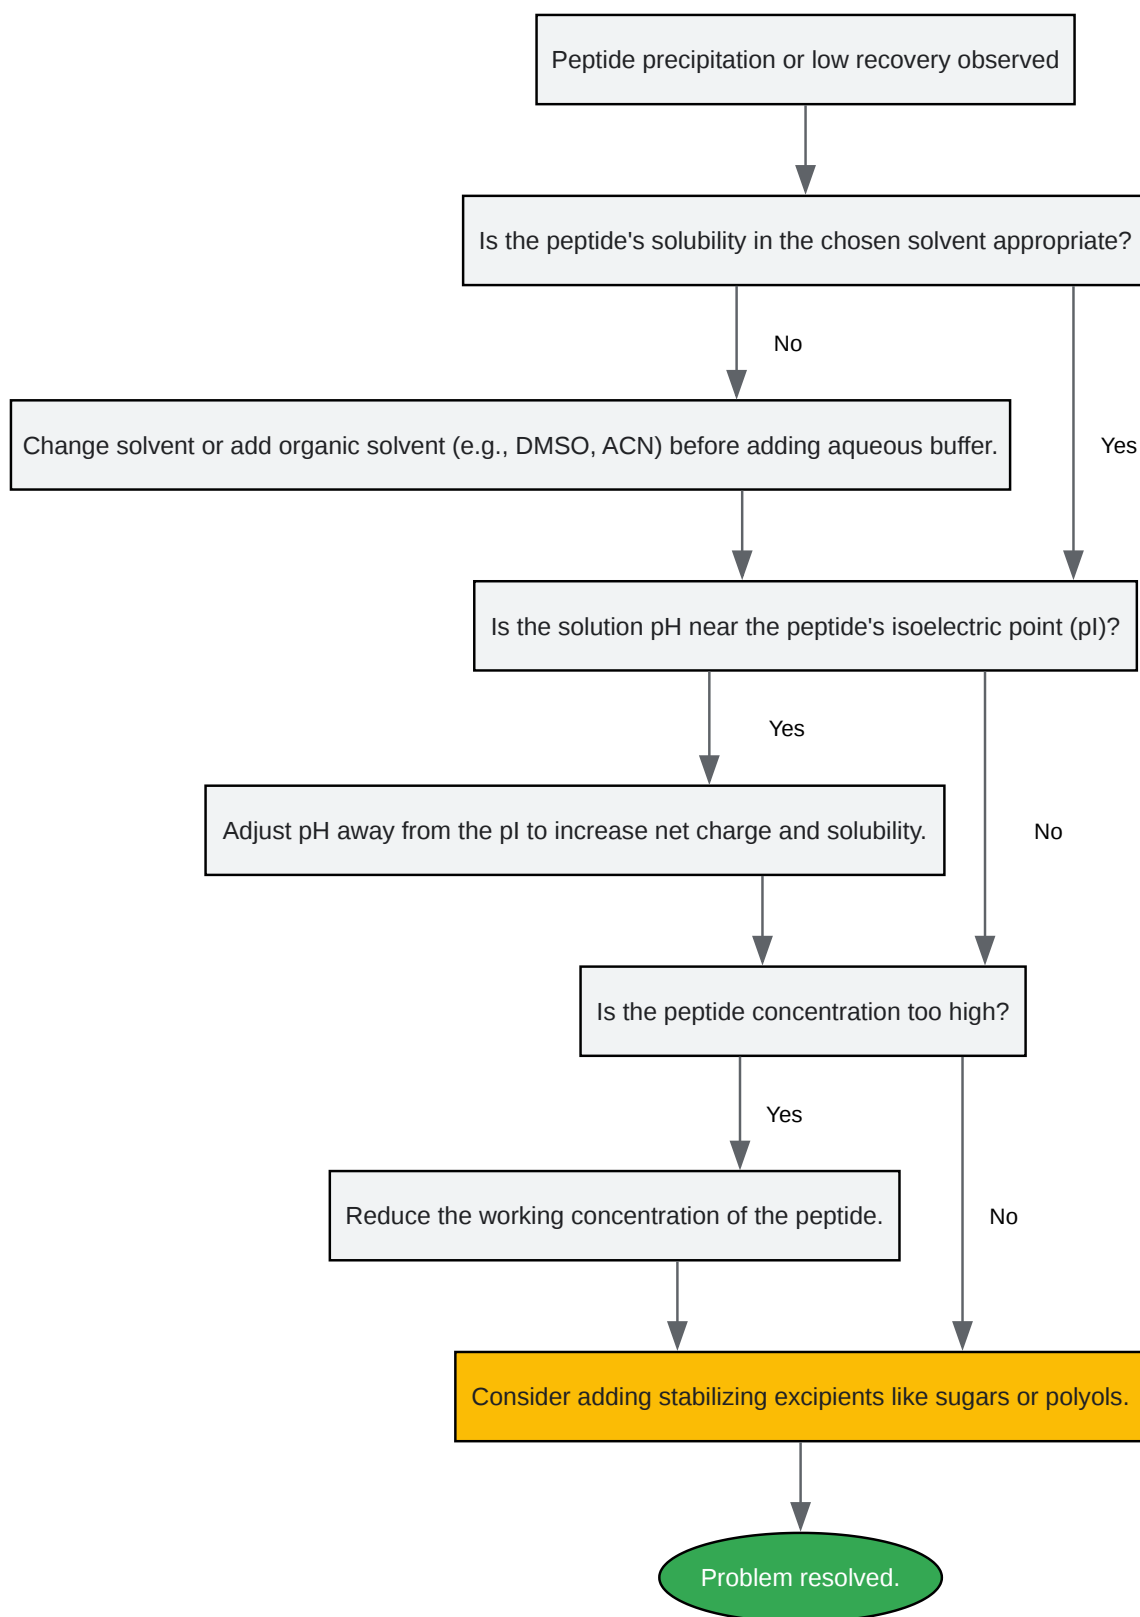 Peptide precipitation or low recovery observed
Is the peptide's solubility in the chosen solvent appropriate?
No
Change solvent or add organic solvent (e.g., DMSO, ACN) before adding aqueous buffer.
Yes
Is the solution pH near the peptide's isoelectric point (pI)?
Yes
Adjust pH away from the pI to increase net charge and solubility.
No
Is the peptide concentration too high?
Yes
Reduce the working concentration of the peptide.
No
Consider adding stabilizing excipients like sugars or polyols.
Problem resolved.